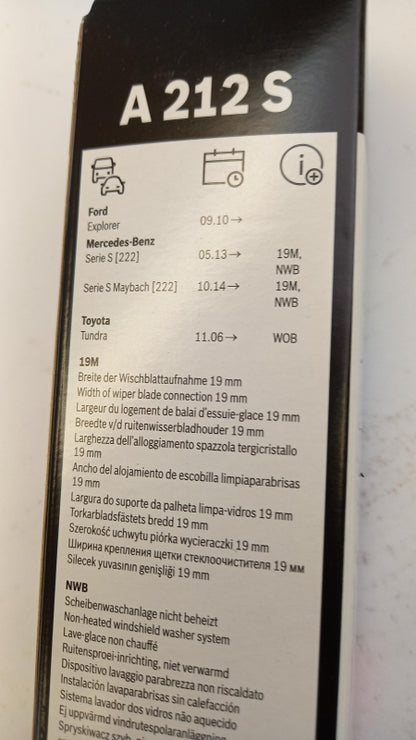 A 212 S
Ford
Explorer 09.10→
Mercedes-Benz
Serie S [222] 05.13→ 19M,
NWB
Serie S Maybach [222] 10.14→ 19M,
NWB
Toyota
Tundra 11.06→ WOB
19M
Breite der Wischblattaufnahme 19 mm
Width of wiper blade connection 19 mm
Largeur du logement de balai d'essuie-glace 19 mm
Breedte v/d ruitenwisserbladhouder 19 mm
Larghezza dell'alloggiamento spazzola tergicristallo
19 mm
Ancho del alojamiento de escobilla limpiaparabrisas
19 mm
Largura do suporte da palheta limpa-vidros 19 mm
Torkarbladsfästets bredd 19 mm
Szerokość uchwytu piórka wycieraczki 19 mm
Ширина крепления щетки стеклоочистителя 19 мм
Silecek yuvasının genişliği 19 mm
NWB
Scheibenwaschanlage nicht beheizt
Non-heated windshield washer system
Lave-glace non chauffé
Ruitensproei-inrichting, niet verwarmd
Dispositivo lavaggio parabrezza non riscaldato
Instalación lavaparabrisas sin calefacción
Sistema lavador dos vidros não aquecido
Ej uppvärmd vindrutespolaranläggning
Spryskiwacz szyb